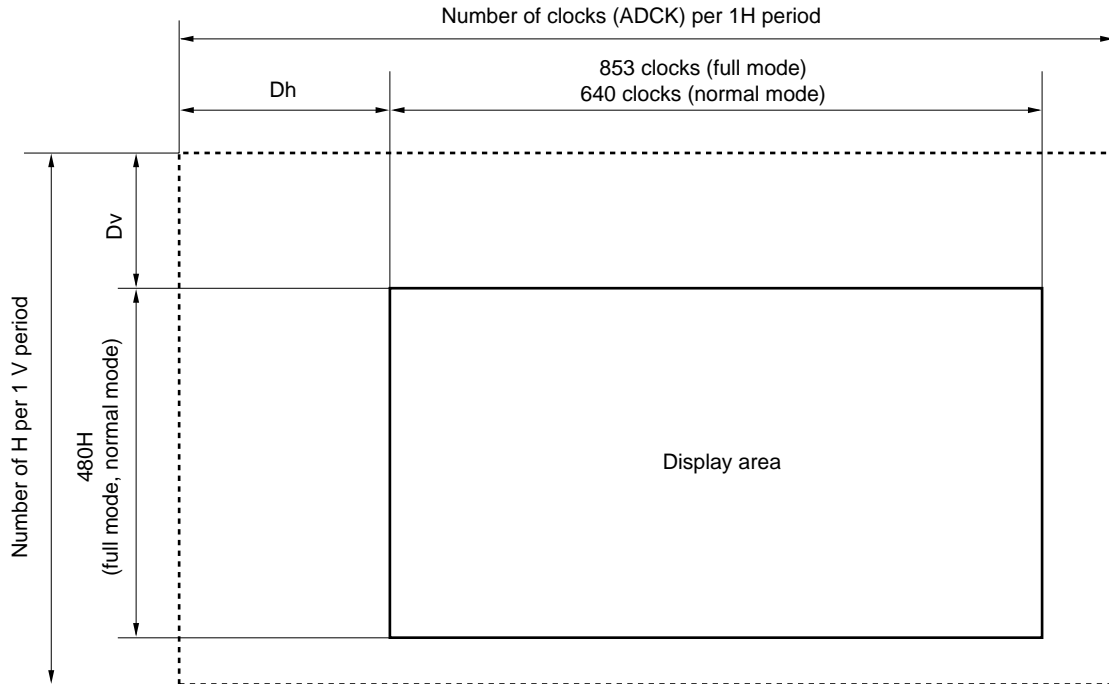 Number of clocks (ADCK) per 1H period
853 clocks (full mode)
640 clocks (normal mode)
Dh
Dv
Number of H per 1 V period
480H
(full mode, normal mode)
Display area